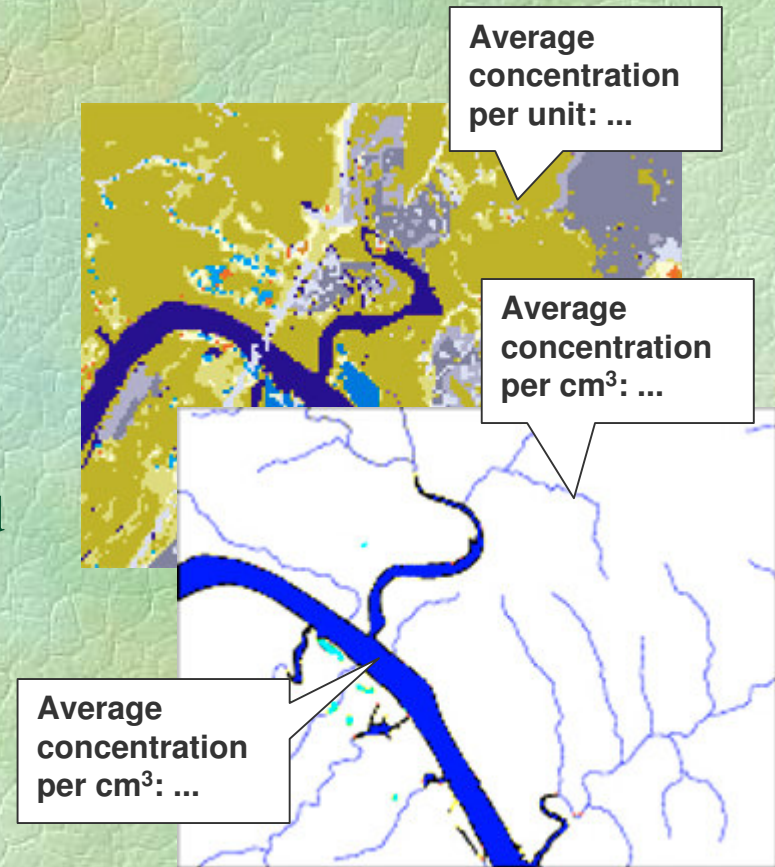 Average
concentration
per unit: ...
Average
concentration
per cm³: ...
Average
concentration
per cm³: ...